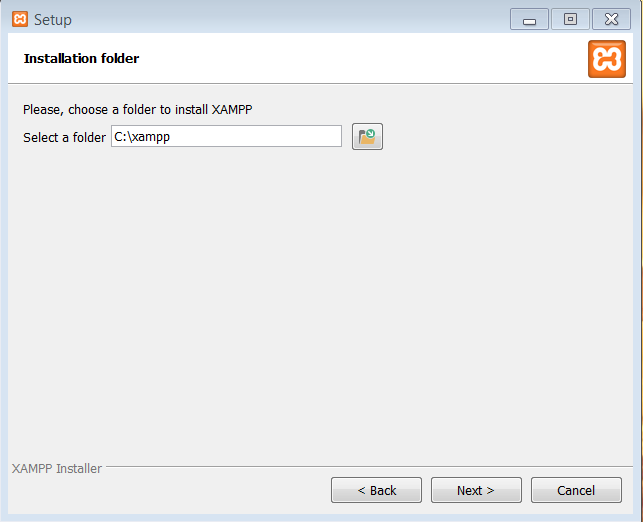 Setup
Installation folder
Please, choose a folder to install XAMPP
Select a folder C:\xampp
XAMPP Installer
< Back Next > Cancel